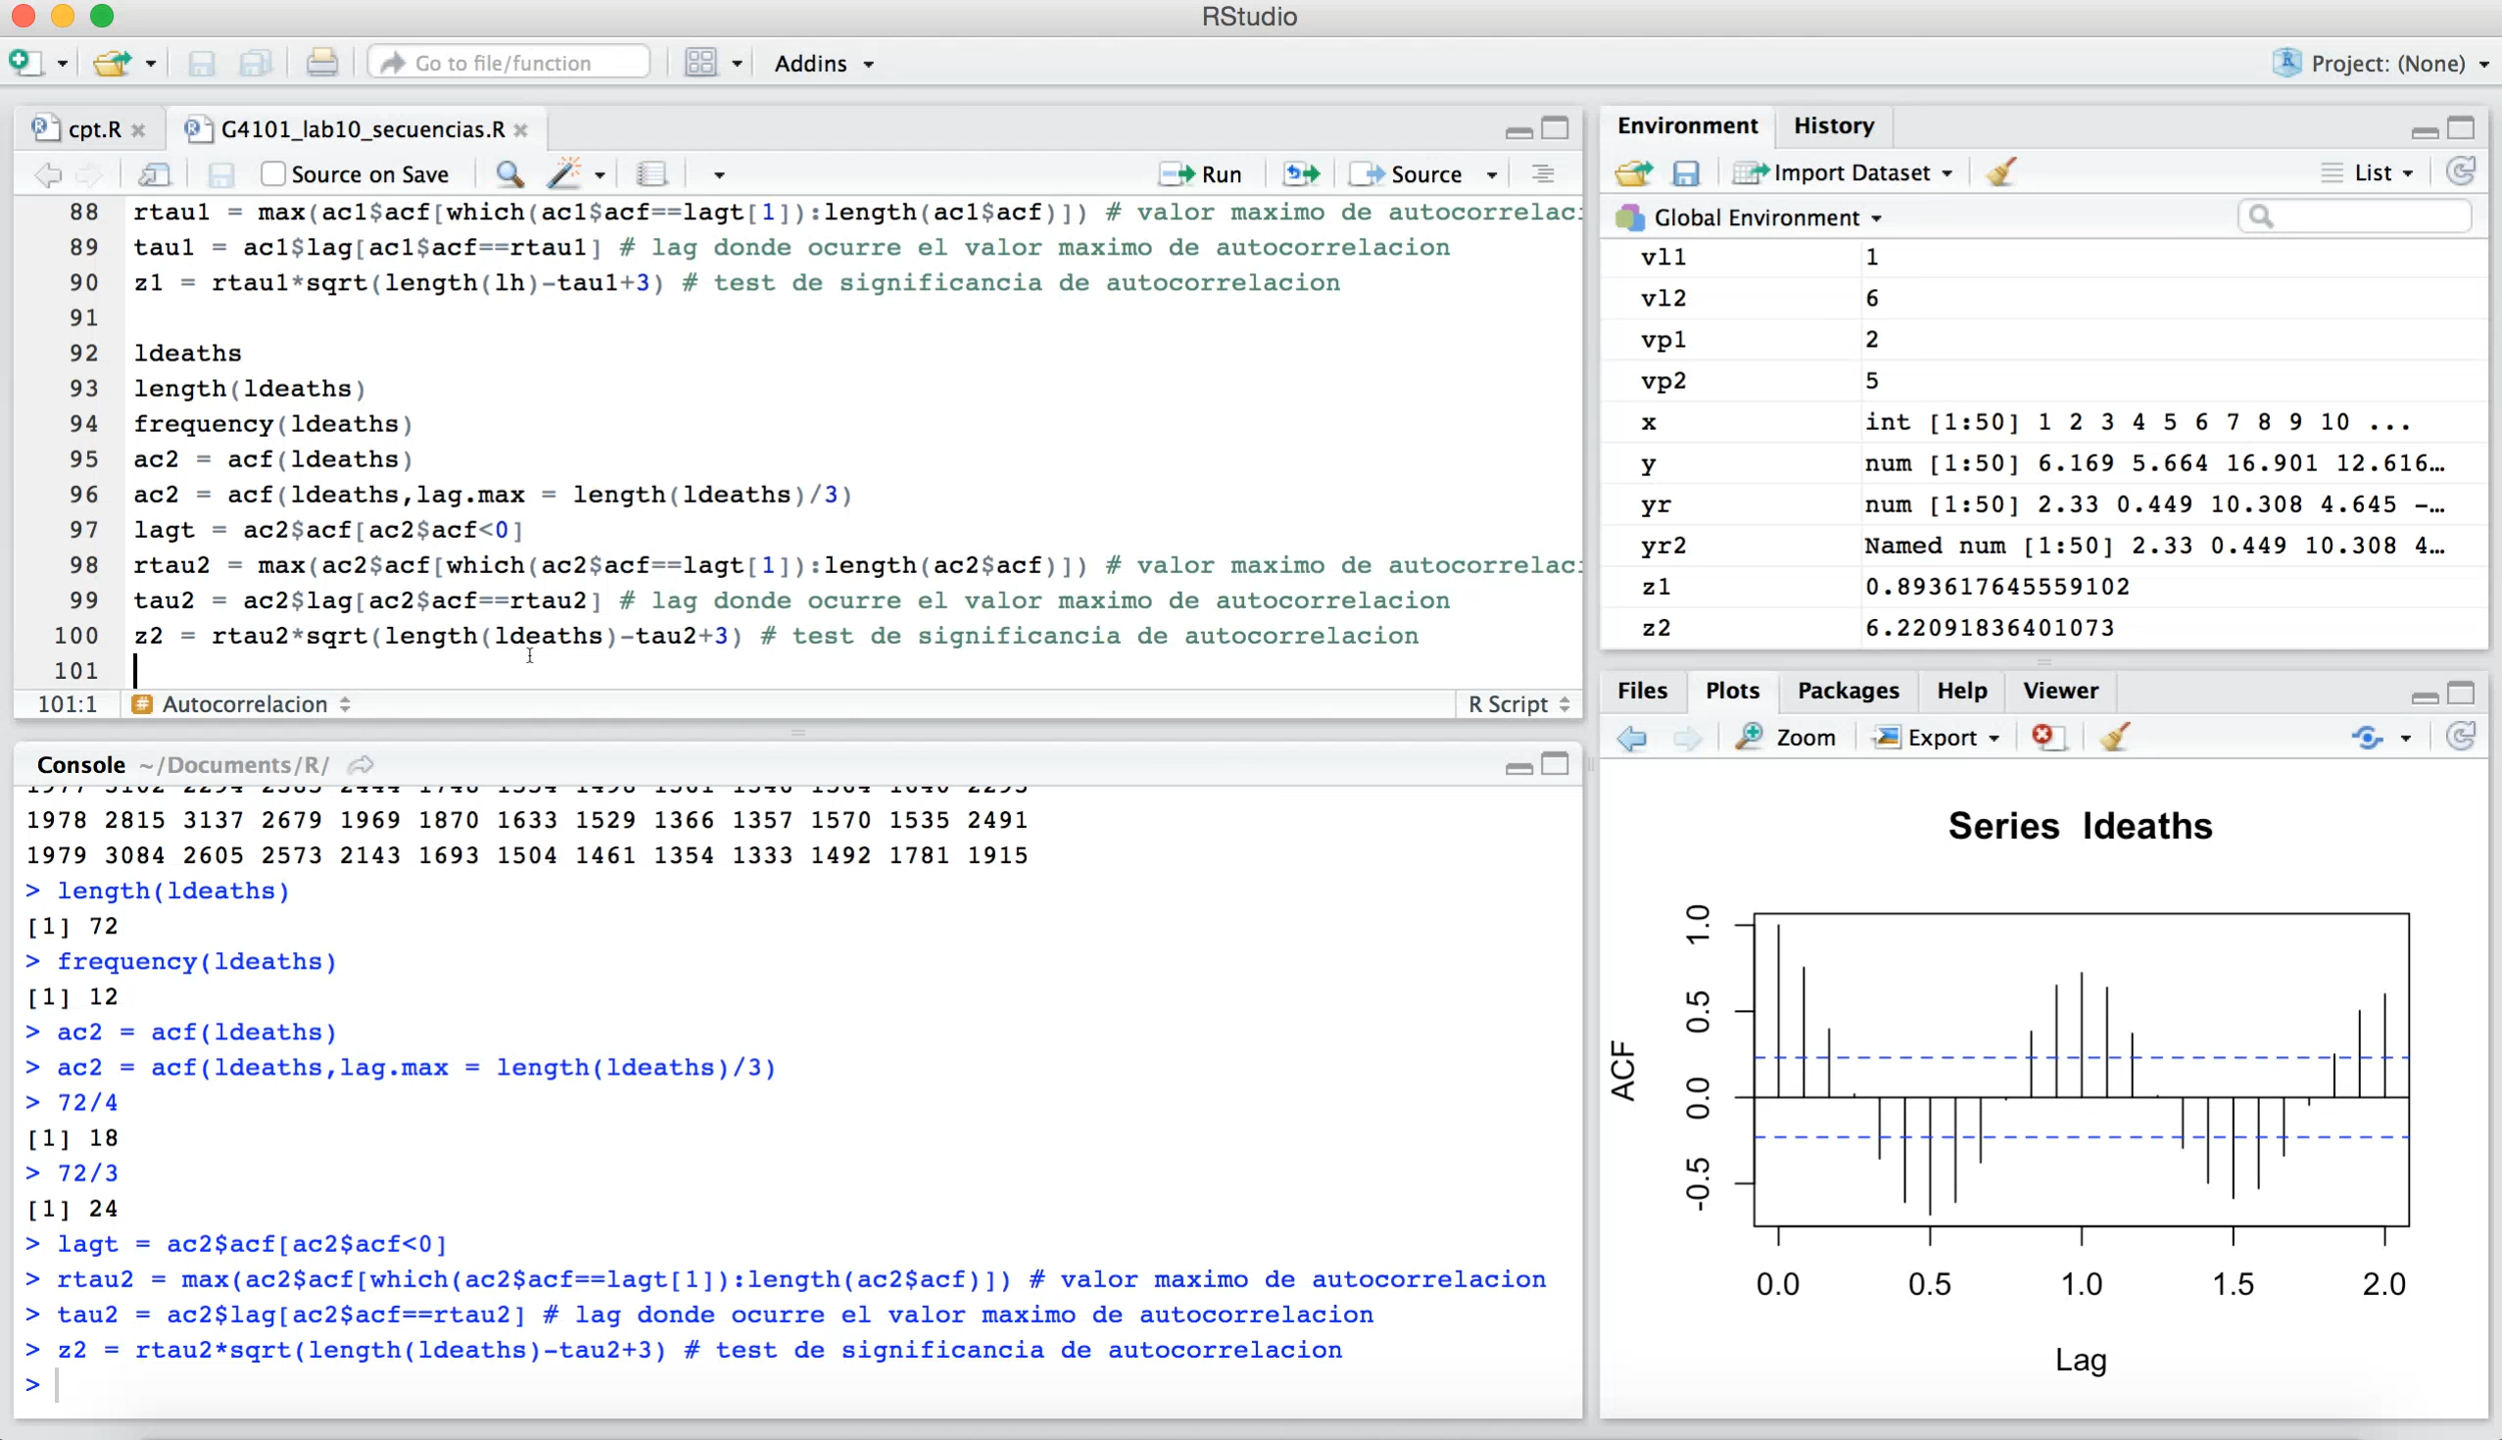 RStudio
Go to file/function
Addins
Project: (None)
cpt.R
G4101_lab10_secuencias.R
Source on Save
Run
Source
88 rtau1 = max(ac1$acf[which(ac1$acf==lagt[1]):length(ac1$acf)]) # valor maximo de autocorrelaci
89 tau1 = ac1$lag[ac1$acf==rtau1] # lag donde ocurre el valor maximo de autocorrelacion
90 z1 = rtau1*sqrt(length(lh)-tau1+3) # test de significancia de autocorrelacion
91
92 ldeaths
93 length(ldeaths)
94 frequency(ldeaths)
95 ac2 = acf(ldeaths)
96 ac2 = acf(ldeaths,lag.max = length(ldeaths)/3)
97 lagt = ac2$acf[ac2$acf<0]
98 rtau2 = max(ac2$acf[which(ac2$acf==lagt[1]):length(ac2$acf)]) # valor maximo de autocorrelaci
99 tau2 = ac2$lag[ac2$acf==rtau2] # lag donde ocurre el valor maximo de autocorrelacion
100 z2 = rtau2*sqrt(length(ldeaths)-tau2+3) # test de significancia de autocorrelacion
101
101:1 # Autocorrelacion
R Script
Console ~/Documents/R/
1978 2815 3137 2679 1969 1870 1633 1529 1366 1357 1570 1535 2491
1979 3084 2605 2573 2143 1693 1504 1461 1354 1333 1492 1781 1915
> length(ldeaths)
[1] 72
> frequency(ldeaths)
[1] 12
> ac2 = acf(ldeaths)
> ac2 = acf(ldeaths,lag.max = length(ldeaths)/3)
> 72/4
[1] 18
> 72/3
[1] 24
> lagt = ac2$acf[ac2$acf<0]
> rtau2 = max(ac2$acf[which(ac2$acf==lagt[1]):length(ac2$acf)]) # valor maximo de autocorrelacion
> tau2 = ac2$lag[ac2$acf==rtau2] # lag donde ocurre el valor maximo de autocorrelacion
> z2 = rtau2*sqrt(length(ldeaths)-tau2+3) # test de significancia de autocorrelacion
>
Environment History
Import Dataset
List
Global Environment
vl1 1
vl2 6
vp1 2
vp2 5
x int [1:50] 1 2 3 4 5 6 7 8 9 10 ...
y num [1:50] 6.169 5.664 16.901 12.616…
yr num [1:50] 2.33 0.449 10.308 4.645 -…
yr2 Named num [1:50] 2.33 0.449 10.308 4…
z1 0.893617645559102
z2 6.22091836401073
Files Plots Packages Help Viewer
Zoom Export
Series ldeaths
ACF
1.0
0.5
0.0
-0.5
0.0 0.5 1.0 1.5 2.0
Lag